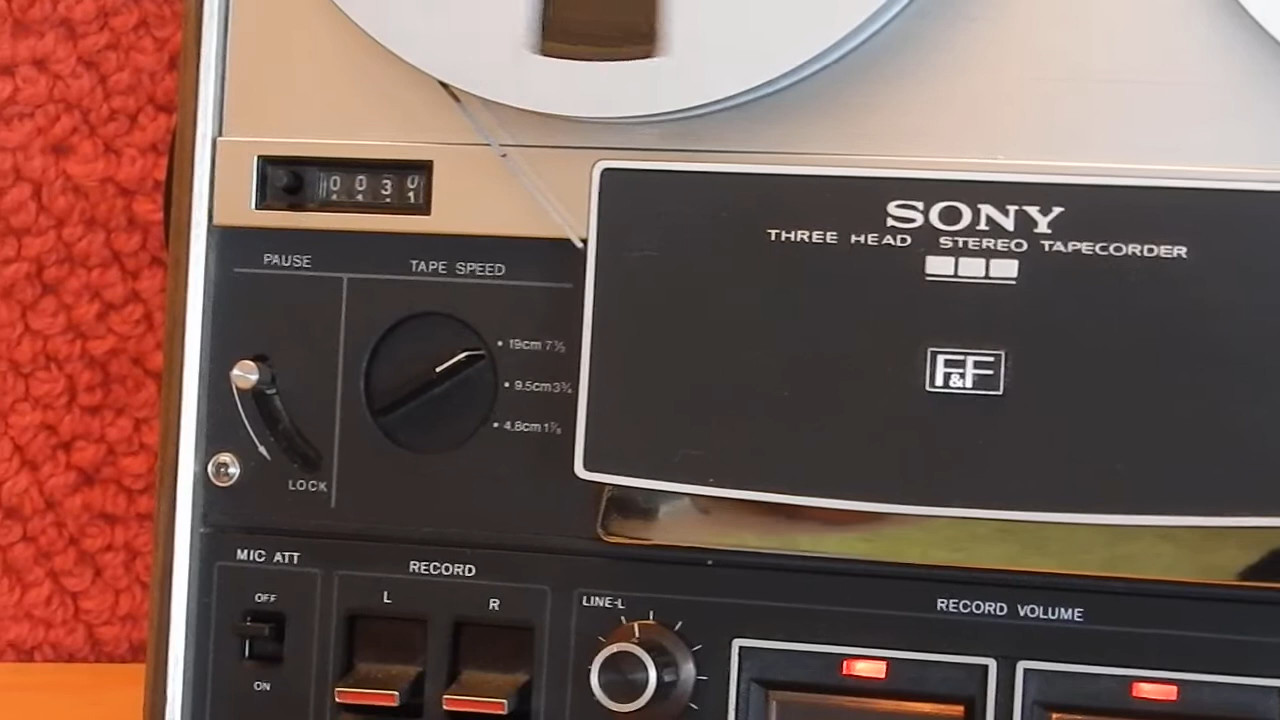 003
SONY
THREE HEAD STEREO TAPECORDER
PAUSE
TAPE SPEED
19cm 7½
9.5cm 3¾
4.8cm 1⅞
F&F
LOCK
MIC ATT
RECORD
OFF
L
R
LINE-L
RECORD VOLUME
ON